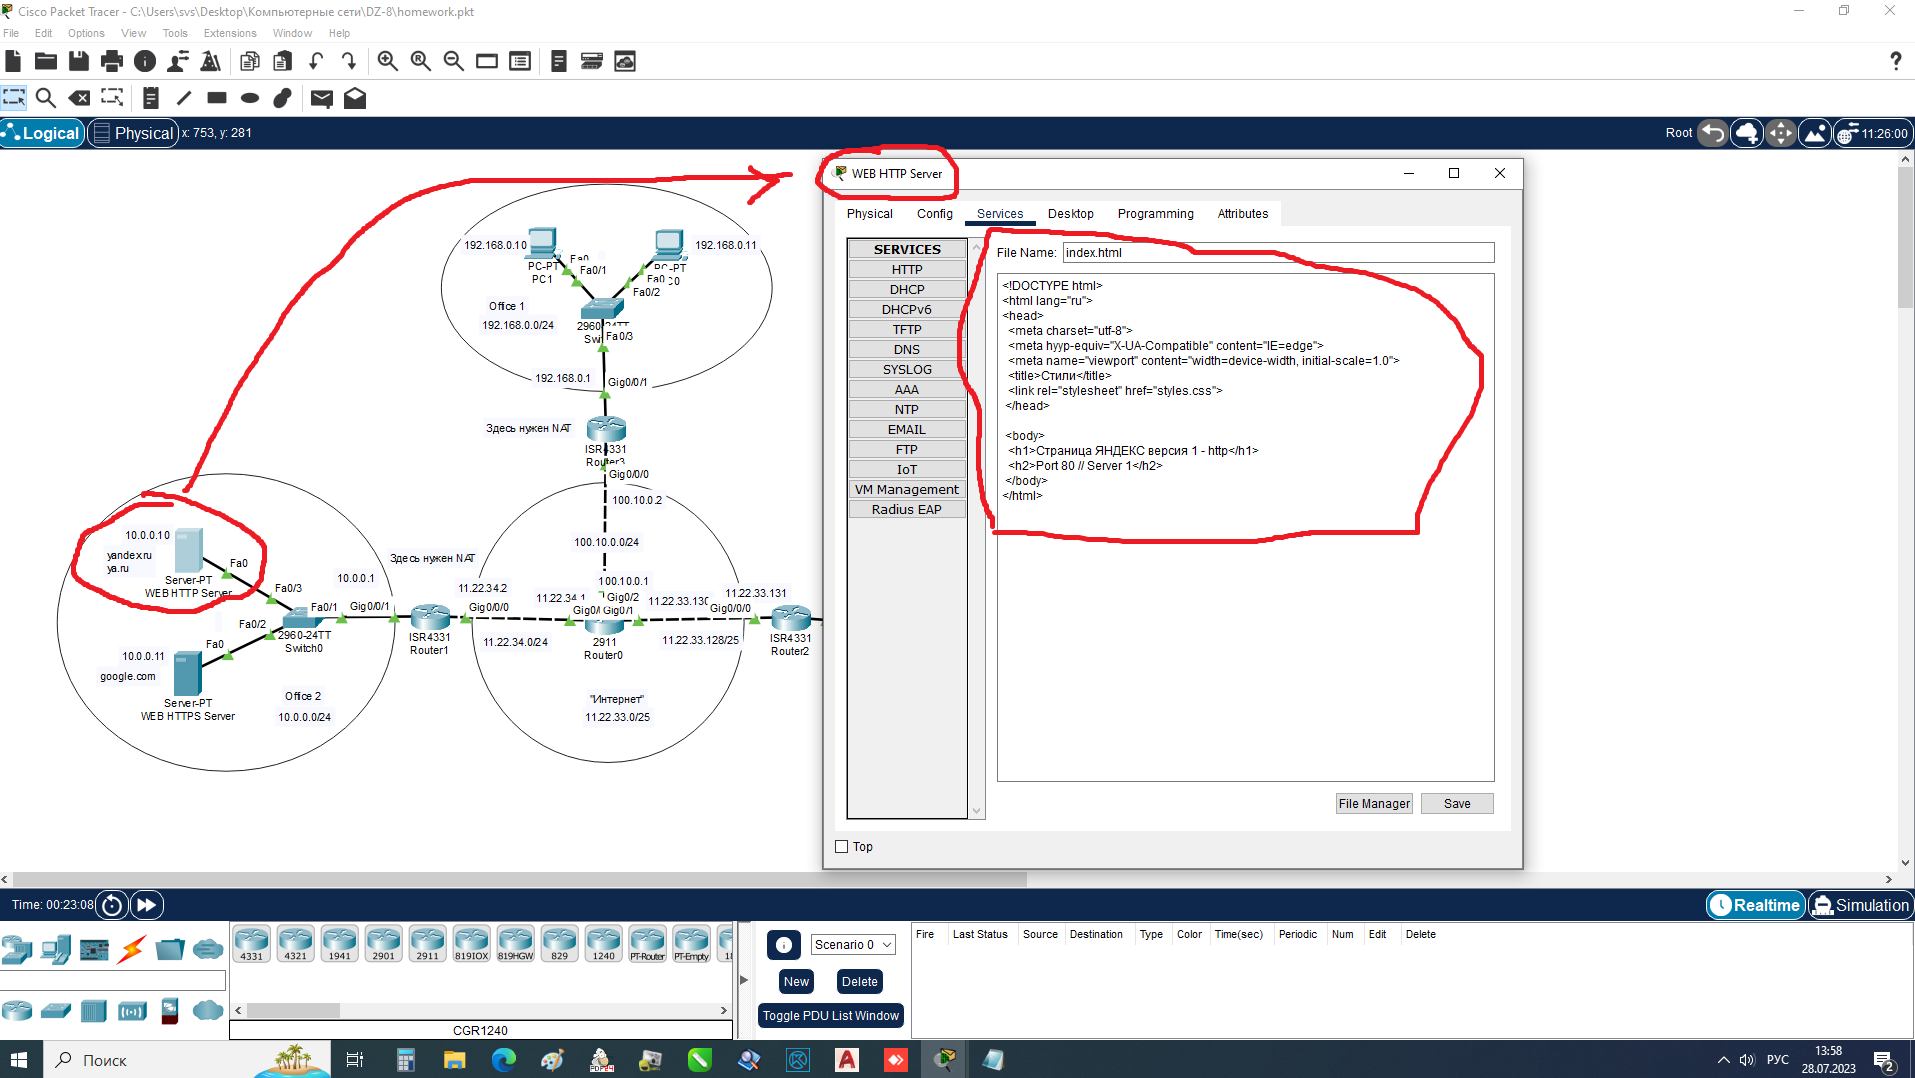 Cisco Packet Tracer - C:\Users\svs\Desktop\Компьютерные сети\DZ-8\homework.pkt
File Edit Options View Tools Extensions Window Help
Logical Physical x: 753, y: 281
Root 11:26:00
WEB HTTP Server
Physical Config Services Desktop Programming Attributes
SERVICES
HTTP
DHCP
DHCPv6
TFTP
DNS
SYSLOG
AAA
NTP
EMAIL
FTP
IoT
VM Management
Radius EAP
File Name: index.html
<!DOCTYPE html>
<html lang="ru">
<head>
<meta charset="utf-8">
<meta hyyp-equiv="X-UA-Compatible" content="IE=edge">
<meta name="viewport" content="width=device-width, initial-scale=1.0">
<title>Стили</title>
<link rel="stylesheet" href="styles.css">
</head>
<body>
<h1>Страница ЯНДЕКС версия 1 - http</h1>
<h2>Port 80 // Server 1</h2>
</body>
</html>
File Manager Save
Top
192.168.0.10
192.168.0.11
PC-PT
PC1
Fa0/1
Fa0
Fa0/2
Office 1
192.168.0.0/24
Fa0/3
192.168.0.1
Gig0/0/1
Здесь нужен NAT
ISR4331
Router3
Gig0/0/0
100.10.0.2
100.10.0.0/24
100.10.0.1
10.0.0.10
yandex.ru
ya.ru
Fa0
Server-PT
WEB HTTP Server
Fa0/3
10.0.0.1
Fa0/1
Gig0/0/1
Fa0/2
2960-24TT
Switch0
Fa0
10.0.0.11
google.com
Server-PT
WEB HTTPS Server
Office 2
10.0.0.0/24
Здесь нужен NAT
11.22.34.2
Gig0/0/0
ISR4331
Router1
11.22.34.0/24
Gig0/2
Gig0/1
2911
Router0
11.22.33.131
Gig0/0/0
11.22.33.128/25
ISR4331
Router2
"Интернет"
11.22.33.0/25
Time: 00:23:08
Realtime Simulation
4331 4321 1941 2901 2911 819IOX 819HGW 829 1240 PT-Router PT-Empty
CGR1240
Scenario 0
New Delete
Toggle PDU List Window
Fire Last Status Source Destination Type Color Time(sec) Periodic Num Edit Delete
Поиск
РУС
13:58
28.07.2023
2